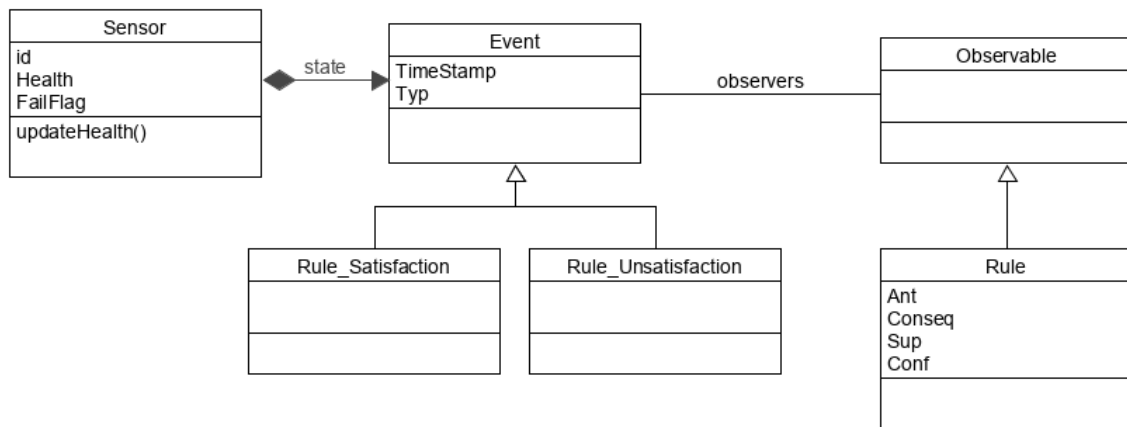 Sensor
id
Health
FailFlag
updateHealth()
state
Event
TimeStamp
Typ
observers
Observable
Rule_Satisfaction
Rule_Unsatisfaction
Rule
Ant
Conseq
Sup
Conf